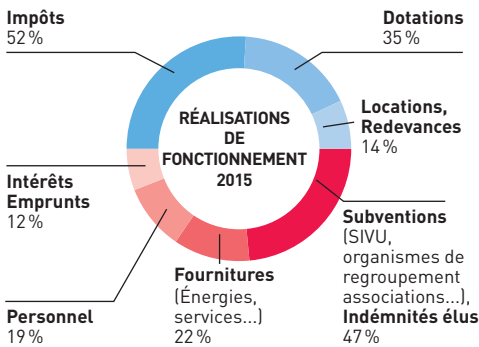 Impôts
52 %
Dotations
35 %
Locations,
Redevances
14 %
RÉALISATIONS
DE
FONCTIONNEMENT
2015
Intérêts
Emprunts
12 %
Personnel
19 %
Fournitures
(Énergies,
services...)
22 %
Subventions
(SIVU,
organismes de
regroupement
associations...),
Indémnités élus
47 %